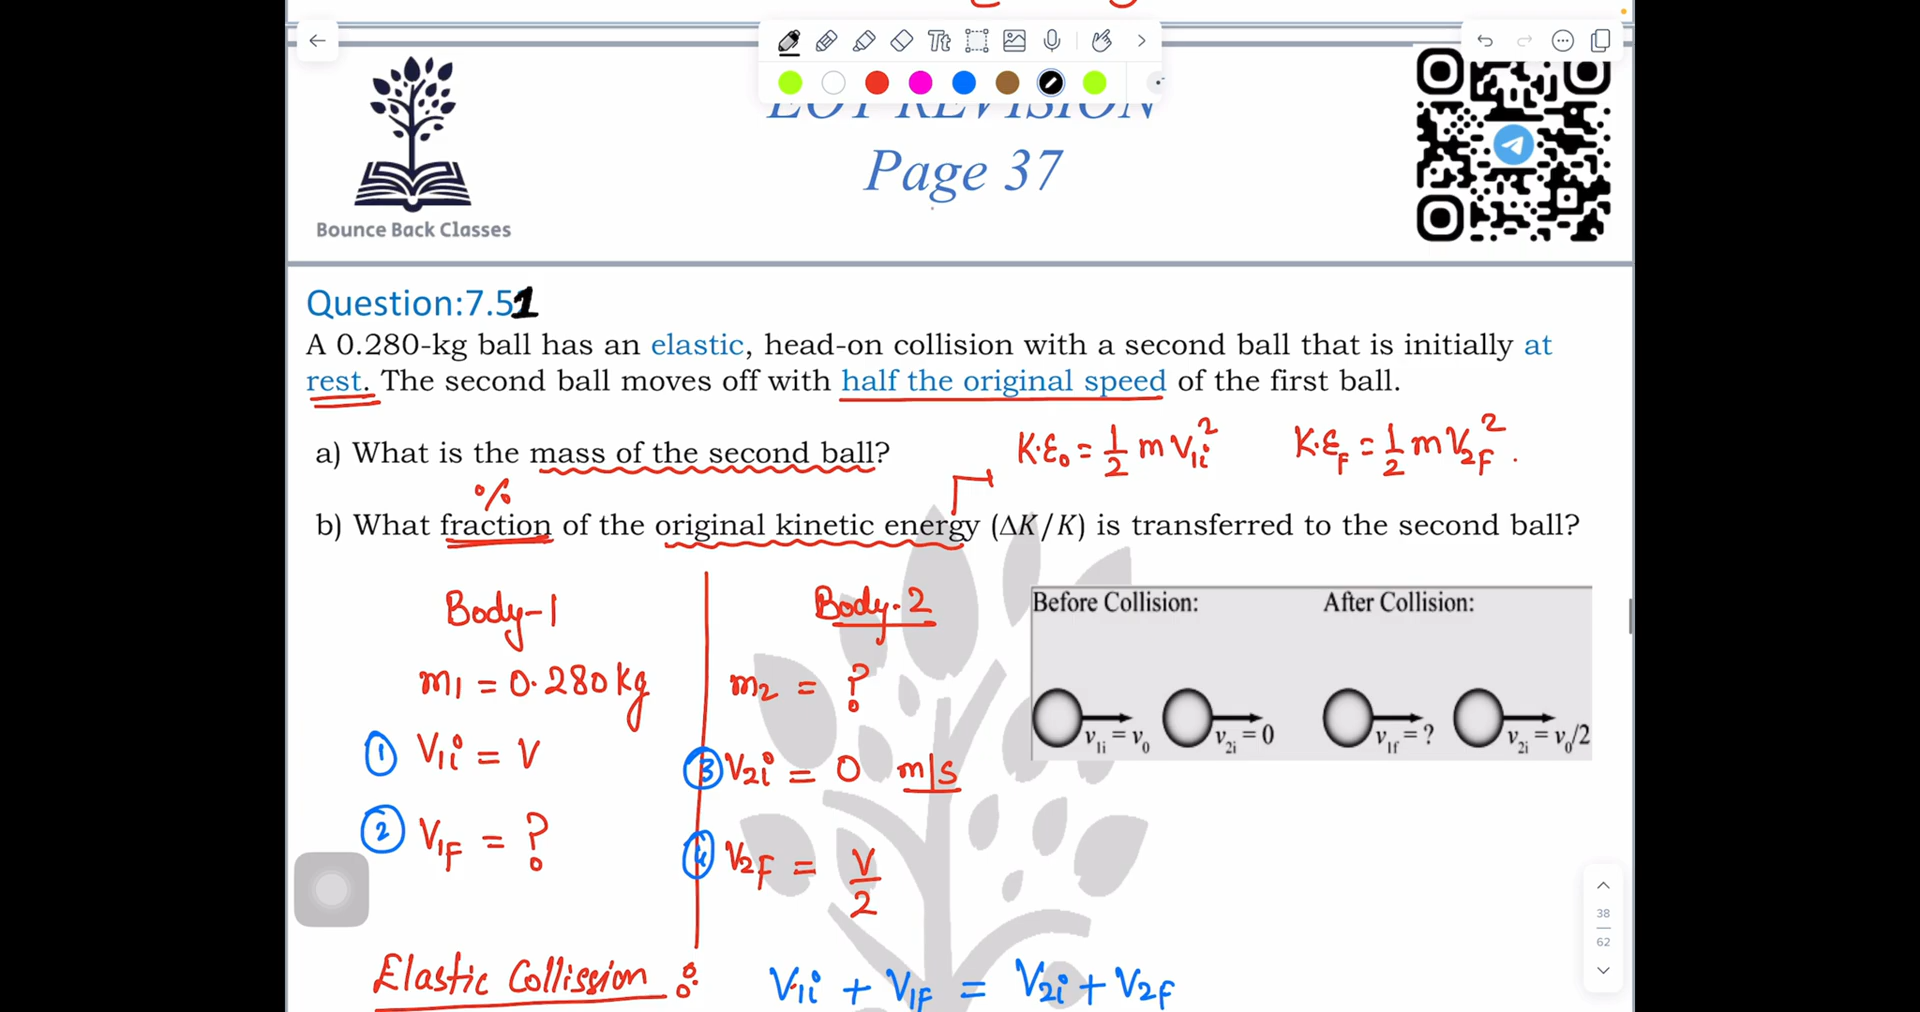 Tt
EOT REVISION
Page 37
Bounce Back Classes
Question:7.51
A 0.280-kg ball has an elastic, head-on collision with a second ball that is initially at
rest. The second ball moves off with half the original speed of the first ball.
K.E₀ = 1/2 m V₁i² K.E_F = 1/2 m V₂F².
a) What is the mass of the second ball?
%
b) What fraction of the original kinetic energy (ΔK/K) is transferred to the second ball?
Body-1 Body-2
Before Collision: After Collision:
m1 = 0.280 kg m2 = ?
v₁i = v₀ v₂i = 0 v₁f = ? v₂i = v₀/2
① V₁i = V ③ V₂i = 0 m/s
② V₁F = ? ④ V₂F = V/2
38
62
Elastic Collission : V₁i + V₁F = V₂i + V₂F